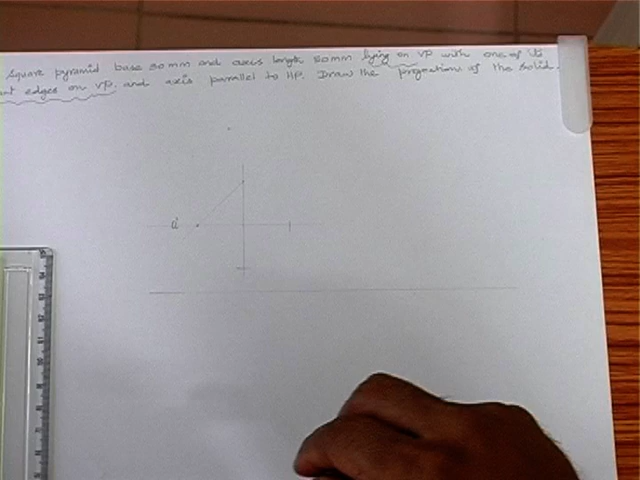 Square pyramid base 30mm and axis length 50mm lying on VP with one of its
nt edges on VP. and axis parallel to HP. Draw the projections of the solid.
a'